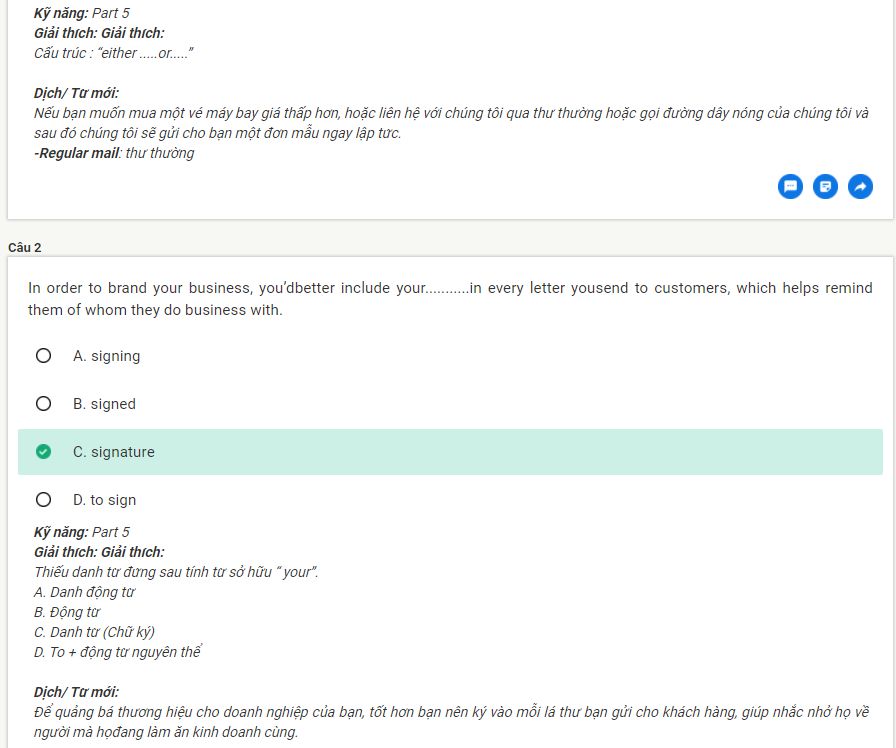 Kỹ năng: Part 5
Giải thích: Giải thích:
Cấu trúc : “either .....or.....”
Dịch/ Từ mới:
Nếu bạn muốn mua một vé máy bay giá thấp hơn, hoặc liên hệ với chúng tôi qua thư thường hoặc gọi đường dây nóng của chúng tôi và
sau đó chúng tôi sẽ gửi cho bạn một đơn mẫu ngay lập tức.
-Regular mail: thư thường
Câu 2
In order to brand your business, you’dbetter include your...........in every letter yousend to customers, which helps remind
them of whom they do business with.
A. signing
B. signed
C. signature
D. to sign
Kỹ năng: Part 5
Giải thích: Giải thích:
Thiếu danh từ đứng sau tính từ sở hữu “ your”.
A. Danh động từ
B. Động từ
C. Danh từ (Chữ ký)
D. To + động từ nguyên thể
Dịch/ Từ mới:
Để quảng bá thương hiệu cho doanh nghiệp của bạn, tốt hơn bạn nên ký vào mỗi lá thư bạn gửi cho khách hàng, giúp nhắc nhở họ về
người mà họđang làm ăn kinh doanh cùng.